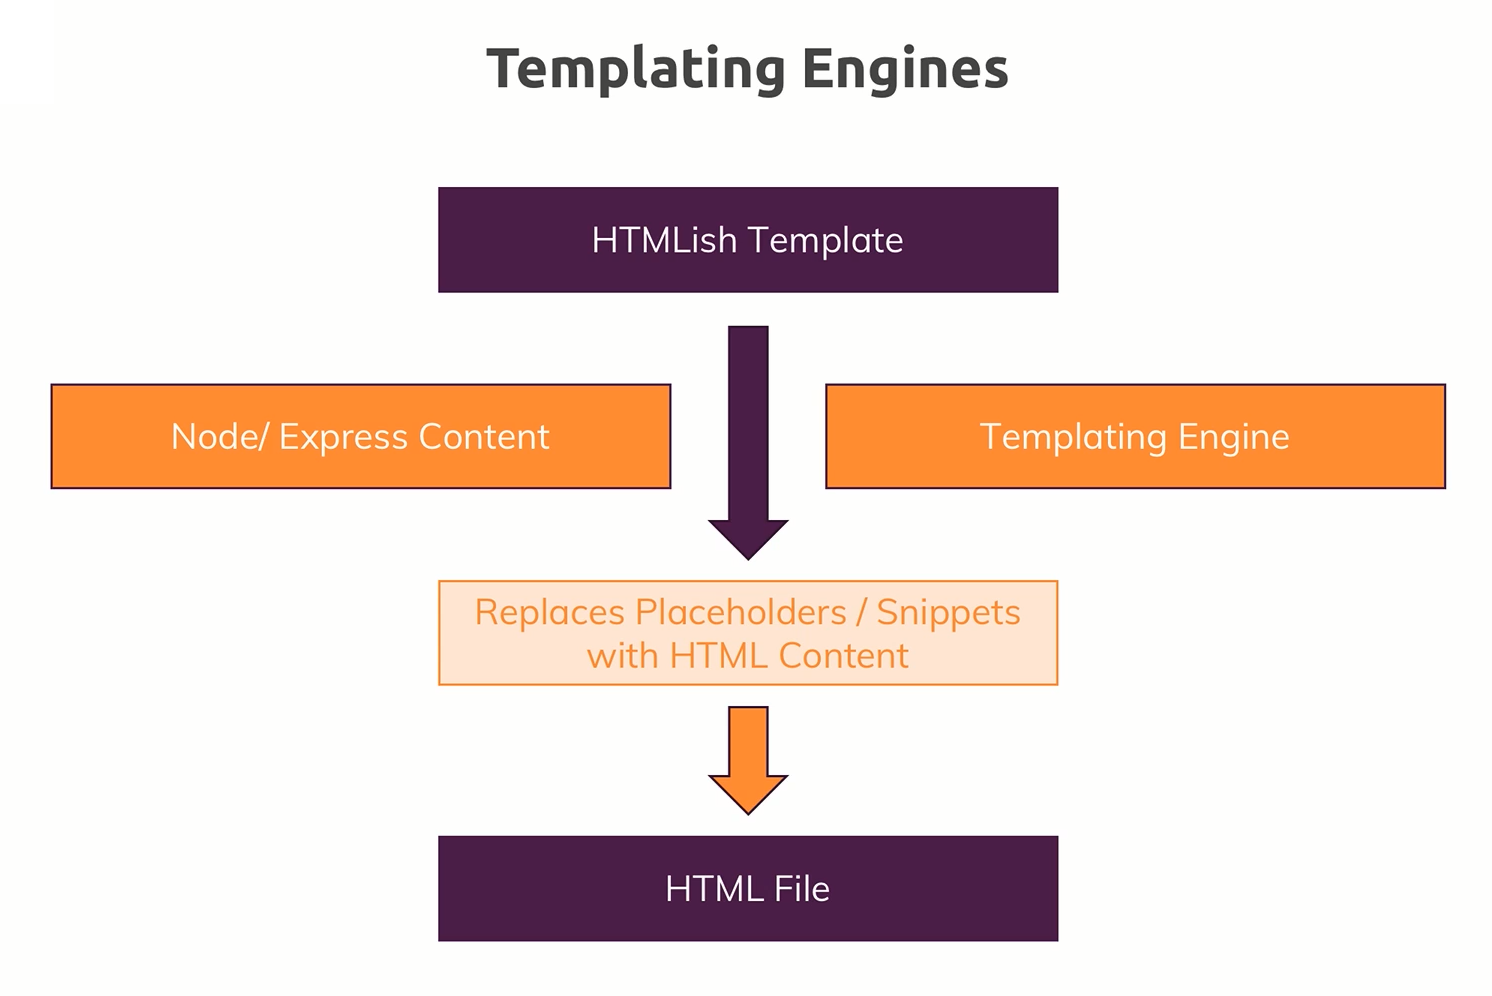 Templating Engines
HTMLish Template
Node/ Express Content
Templating Engine
Replaces Placeholders / Snippets
with HTML Content
HTML File